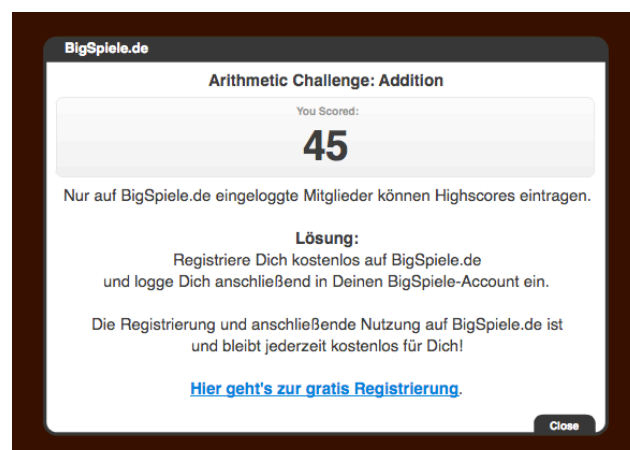 BigSpiele.de
Arithmetic Challenge: Addition
You Scored:
45
Nur auf BigSpiele.de eingeloggte Mitglieder können Highscores eintragen.
Lösung:
Registriere Dich kostenlos auf BigSpiele.de
und logge Dich anschließend in Deinen BigSpiele-Account ein.
Die Registrierung und anschließende Nutzung auf BigSpiele.de ist
und bleibt jederzeit kostenlos für Dich!
Hier geht's zur gratis Registrierung.
Close